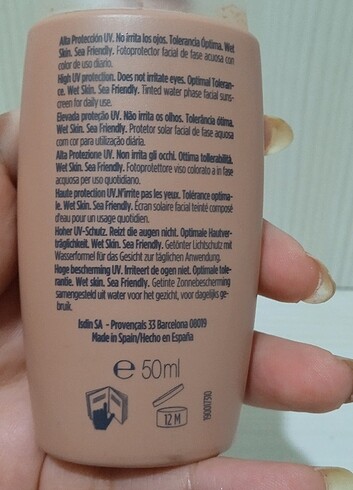 Alta Protección UV. No irrita los ojos. Tolerancia Óptima. Wet
Skin. Sea Friendly. Fotoprotector facial de fase acuosa con
color de uso diario.
High UV protection. Does not irritate eyes. Optimal Toleran-
ce. Wet Skin. Sea Friendly. Tinted water phase facial suns-
creen for daily use.
Elevada proteção UV. Não irrita os olhos. Tolerância ótima.
Wet Skin. Sea Friendly. Protetor solar facial de fase aquosa
com cor para utilização diária.
Alta Protezione UV. Non irrita gli occhi. Ottima tollerabilità.
Wet Skin. Sea Friendly. Fotoprotettore viso colorato a in fase
acquosa per uso quotidiano.
Haute protection UV.N'irrite pas les yeux. Tolérance optima-
le. Wet Skin. Sea Friendly. Écran solaire facial teinté composé
d'eau pour un usage quotidien.
Hoher UV-Schutz. Reizt die augen nicht. Optimale Hautver-
träglichkeit. Wet Skin. Sea Friendly. Getönter Lichtschutz mit
Wasserformel für das Gesicht zur täglichen Anwendung.
Hoge bescherming UV. Irriteert de ogen niet. Optimale tole-
rantie. Wet skin. Sea Friendly. Getinte Zonnebescherming
samengesteld uit water voor het gezicht, voor dagelijks ge-
bruik.
Isdin SA - Provençals 33 Barcelona 08019
Made in Spain/Hecho en España
e 50ml
12 M